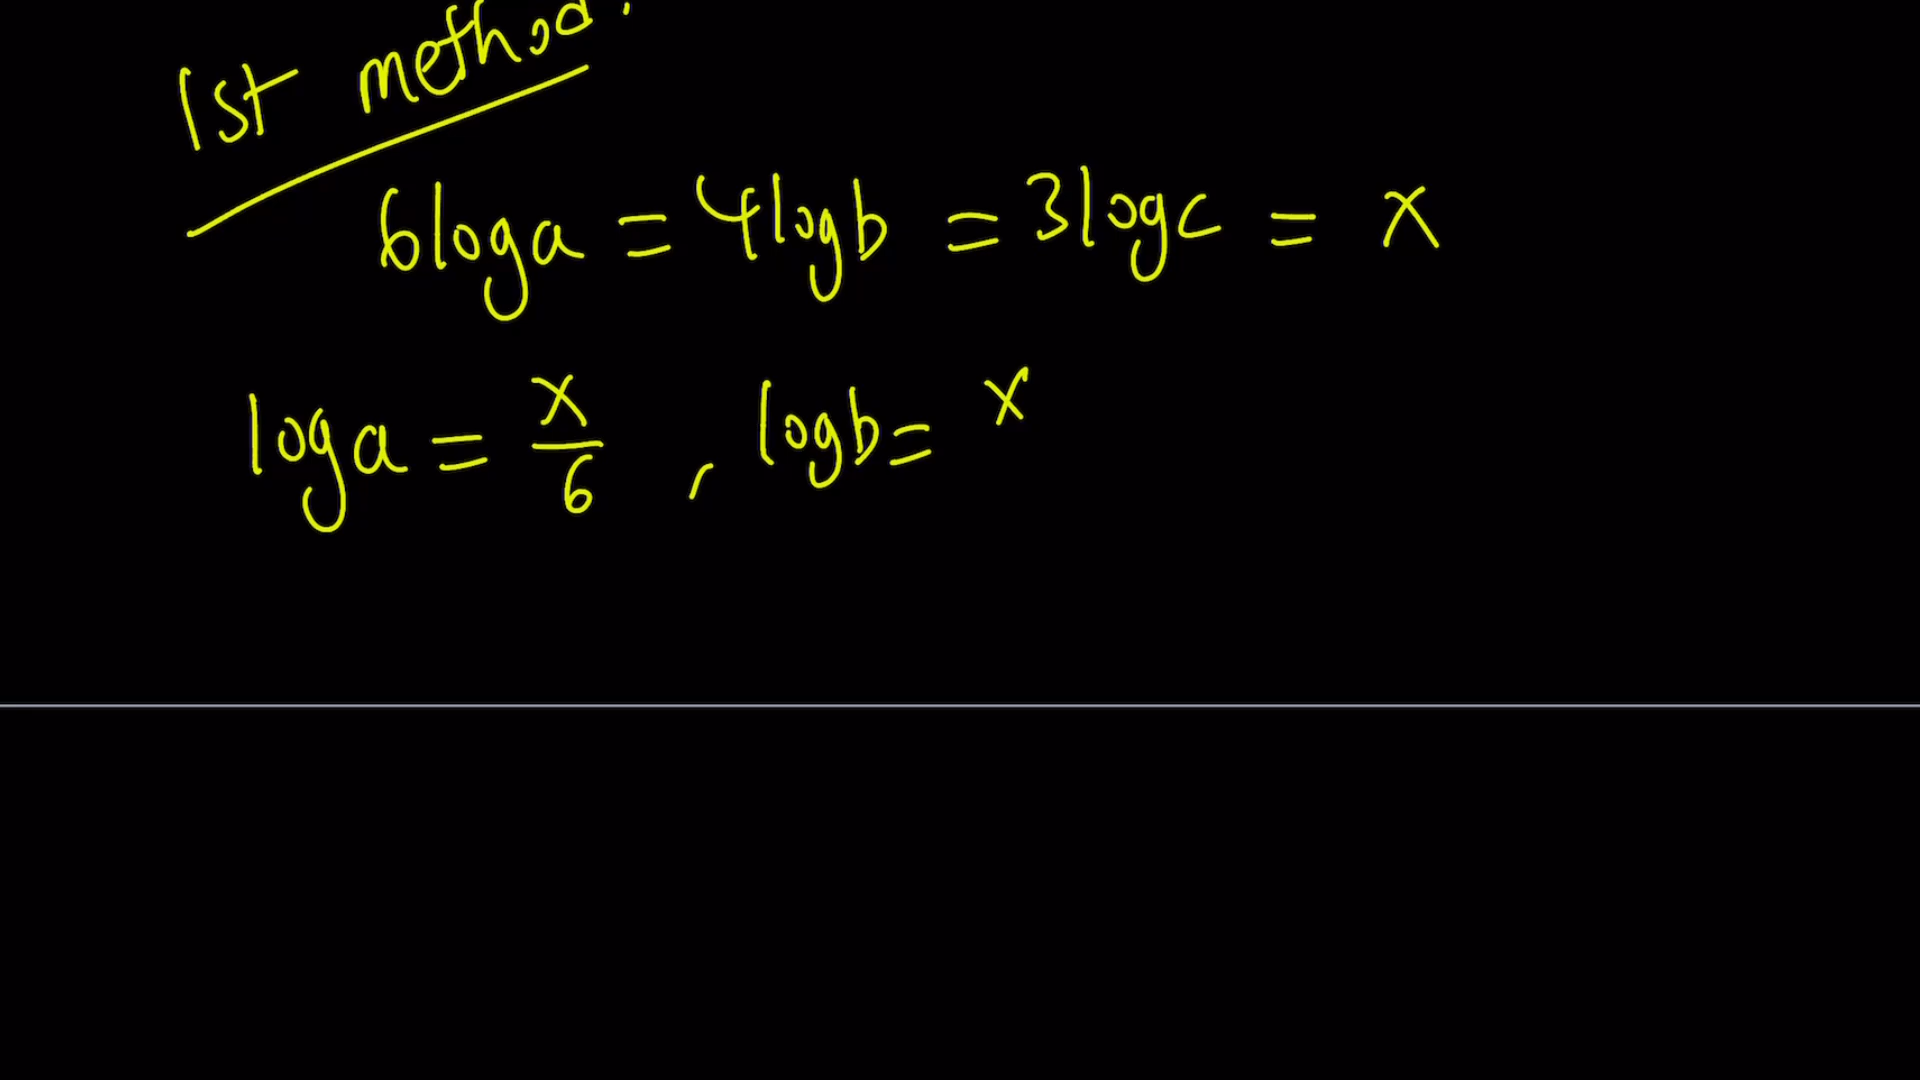 1st method:
6loga = 4logb = 3logc = x
loga = x/6 , logb = x